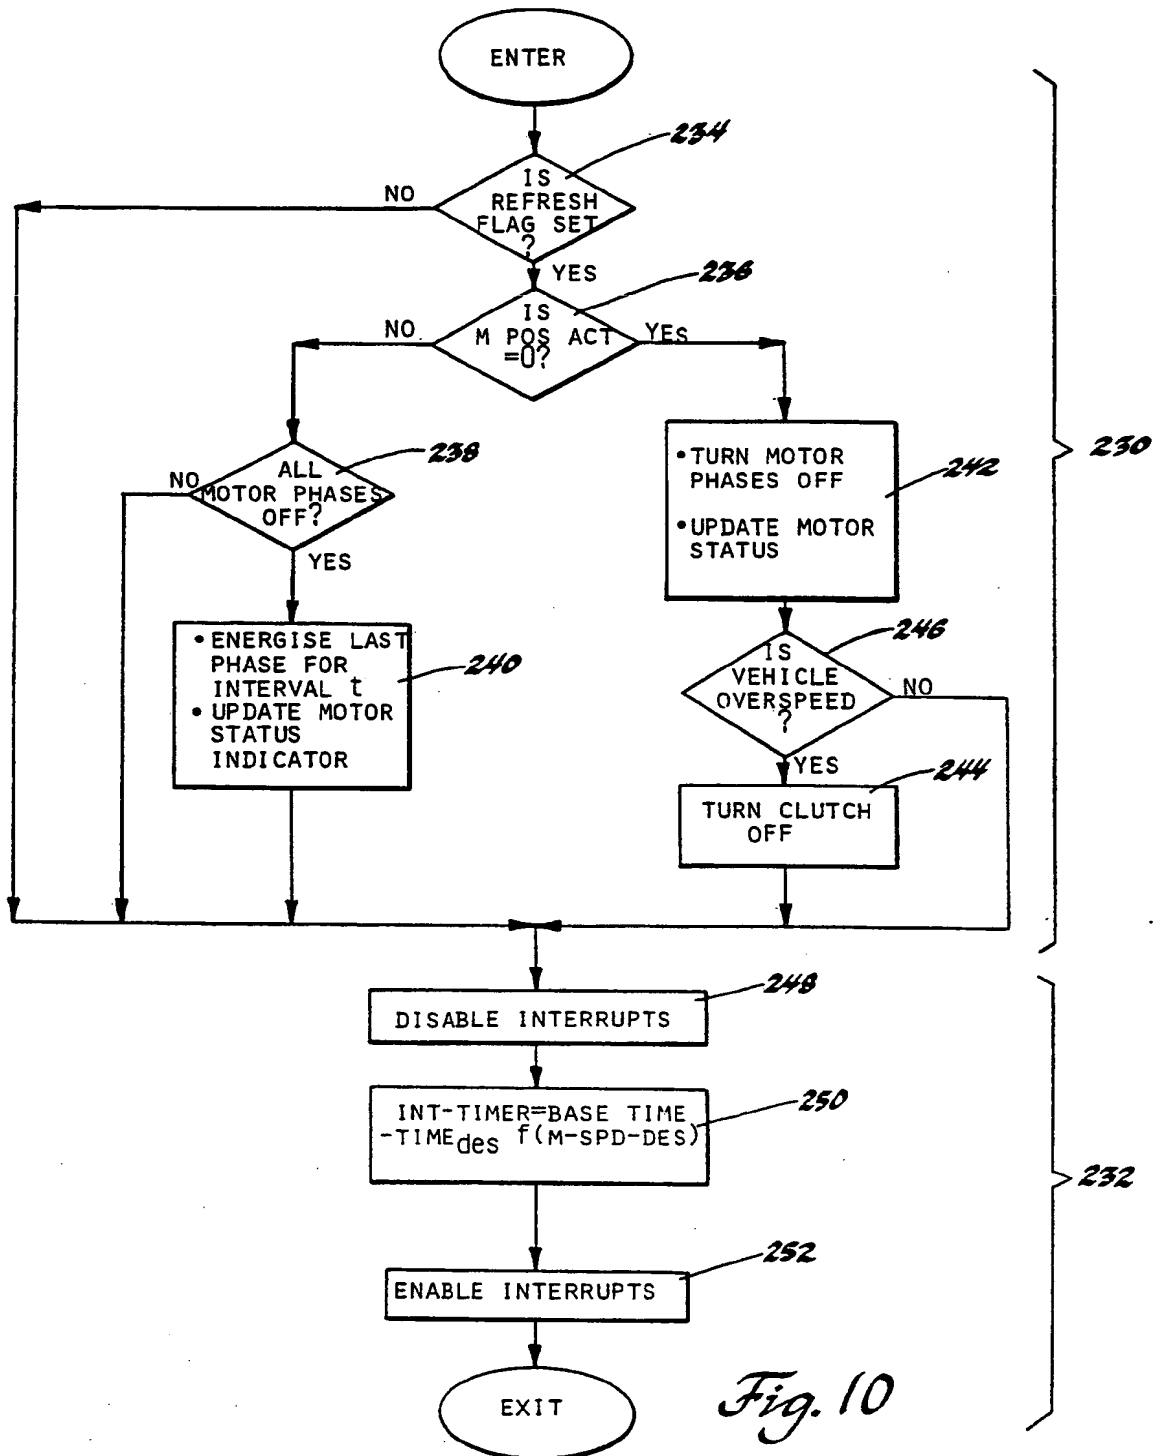 ENTER
234
IS
REFRESH
FLAG SET
?
NO
YES
236
IS
M POS ACT
=0?
NO
YES
238
ALL
MOTOR PHASES
OFF?
NO
YES
•TURN MOTOR
PHASES OFF
•UPDATE MOTOR
STATUS
242
230
•ENERGISE LAST
PHASE FOR
INTERVAL t
•UPDATE MOTOR
STATUS
INDICATOR
240
246
IS
VEHICLE
OVERSPEED
?
NO
YES
244
TURN CLUTCH
OFF
248
DISABLE INTERRUPTS
250
INT-TIMER=BASE TIME
-TIMEdes f(M-SPD-DES)
232
252
ENABLE INTERRUPTS
EXIT
Fig. 10